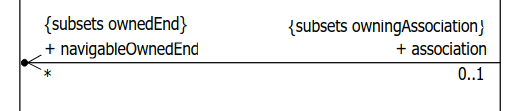 {subsets ownedEnd} {subsets owningAssociation}
+ navigableOwnedEnd + association
* 0..1